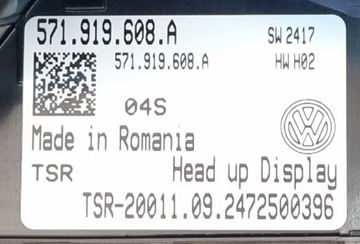 571.919.608.A SW 2417
571.919.608.A HW H02
04S
Made in Romania
TSR Head up Display
TSR-20011.09.2472500396